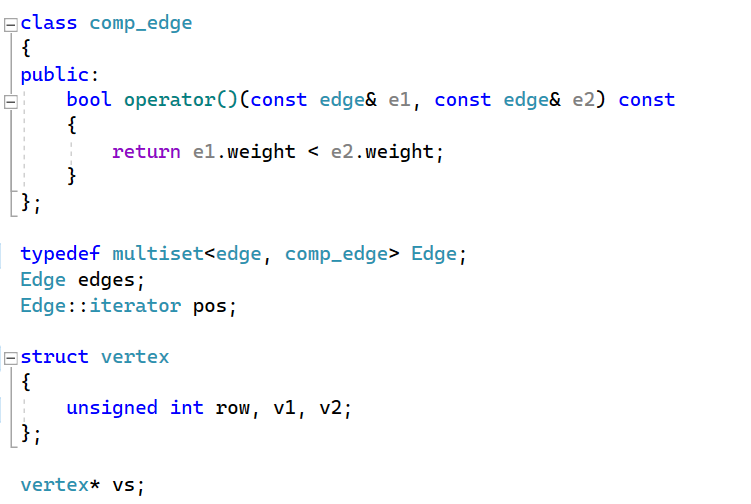 class comp_edge
{
public:
    bool operator()(const edge& e1, const edge& e2) const
    {
        return e1.weight < e2.weight;
    }
};
typedef multiset<edge, comp_edge> Edge;
Edge edges;
Edge::iterator pos;
struct vertex
{
    unsigned int row, v1, v2;
};
vertex* vs;